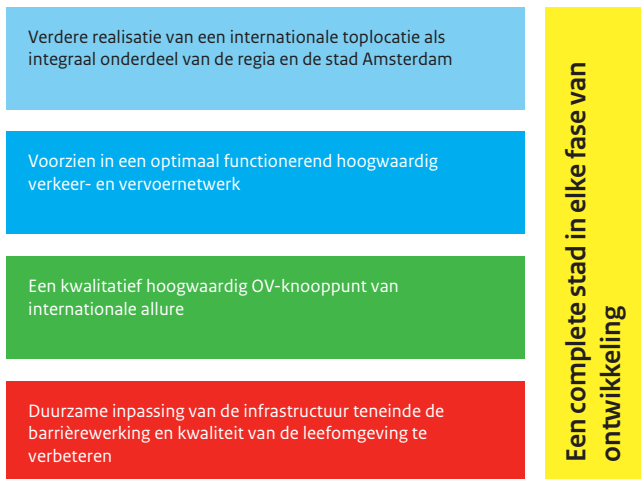 Verdere realisatie van een internationale toplocatie als
integraal onderdeel van de regia en de stad Amsterdam
Voorzien in een optimaal functionerend hoogwaardig
verkeer- en vervoernetwerk
Een kwalitatief hoogwaardig OV-knooppunt van
internationale allure
Duurzame inpassing van de infrastructuur teneinde de
barrièrewerking en kwaliteit van de leefomgeving te
verbeteren
Een complete stad in elke fase van
ontwikkeling